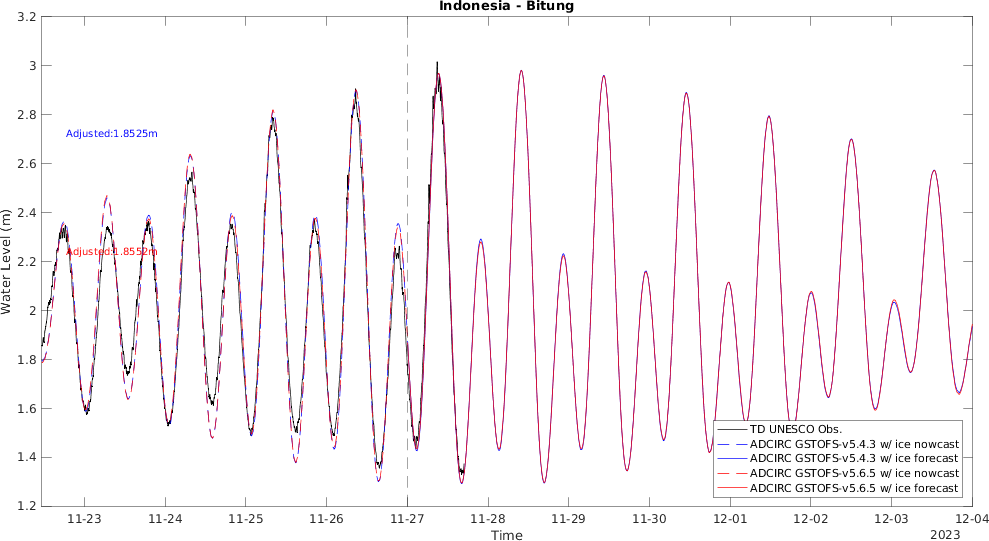 Indonesia - Bitung
3.2
3
2.8
2.6
2.4
2.2
2
1.8
1.6
1.4
1.2
Water Level (m)
Adjusted:1.8525m
Adjusted:1.8552m
TD UNESCO Obs.
ADCIRC GSTOFS-v5.4.3 w/ ice nowcast
ADCIRC GSTOFS-v5.4.3 w/ ice forecast
ADCIRC GSTOFS-v5.6.5 w/ ice nowcast
ADCIRC GSTOFS-v5.6.5 w/ ice forecast
11-23 11-24 11-25 11-26 11-27 11-28 11-29 11-30 12-01 12-02 12-03 12-04
Time
2023